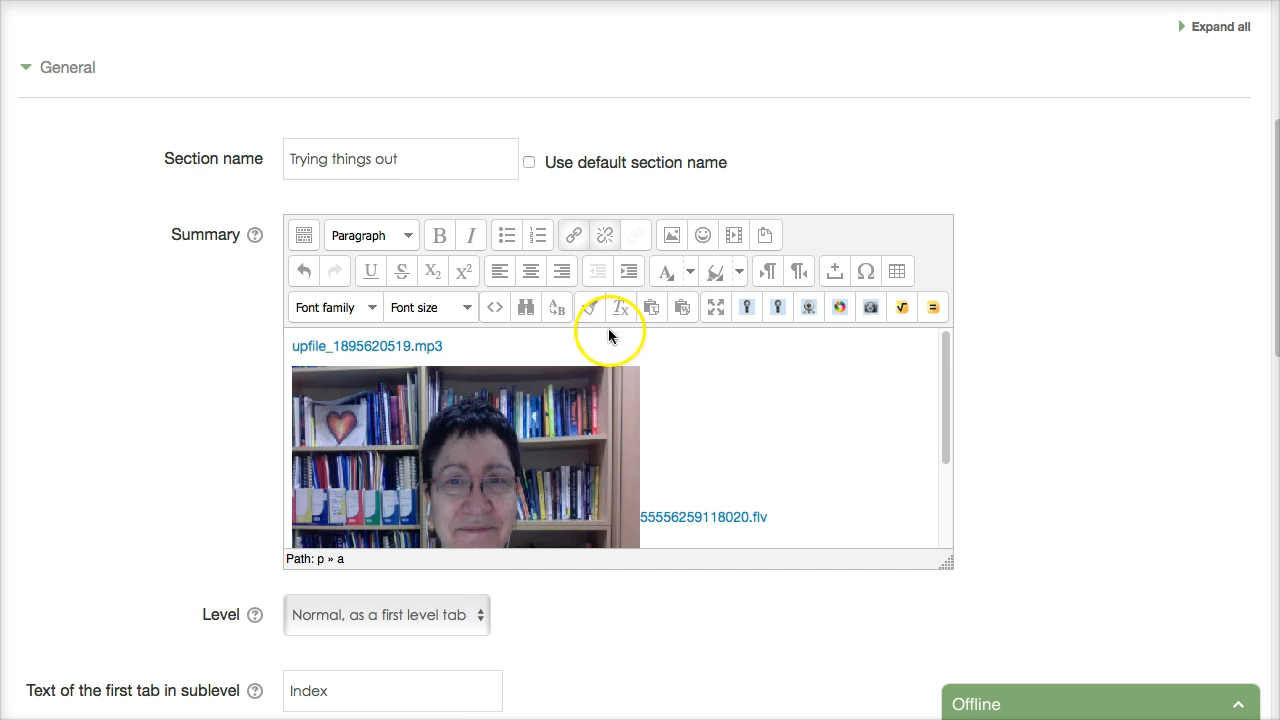 Expand all
General
Section name
Trying things out
Use default section name
Summary
Paragraph
B I
U S X2 X2
A
Font family
Font size
upfile_1895620519.mp3
55556259118020.flv
Path: p » a
Level
Normal, as a first level tab
Text of the first tab in sublevel
Index
Offline